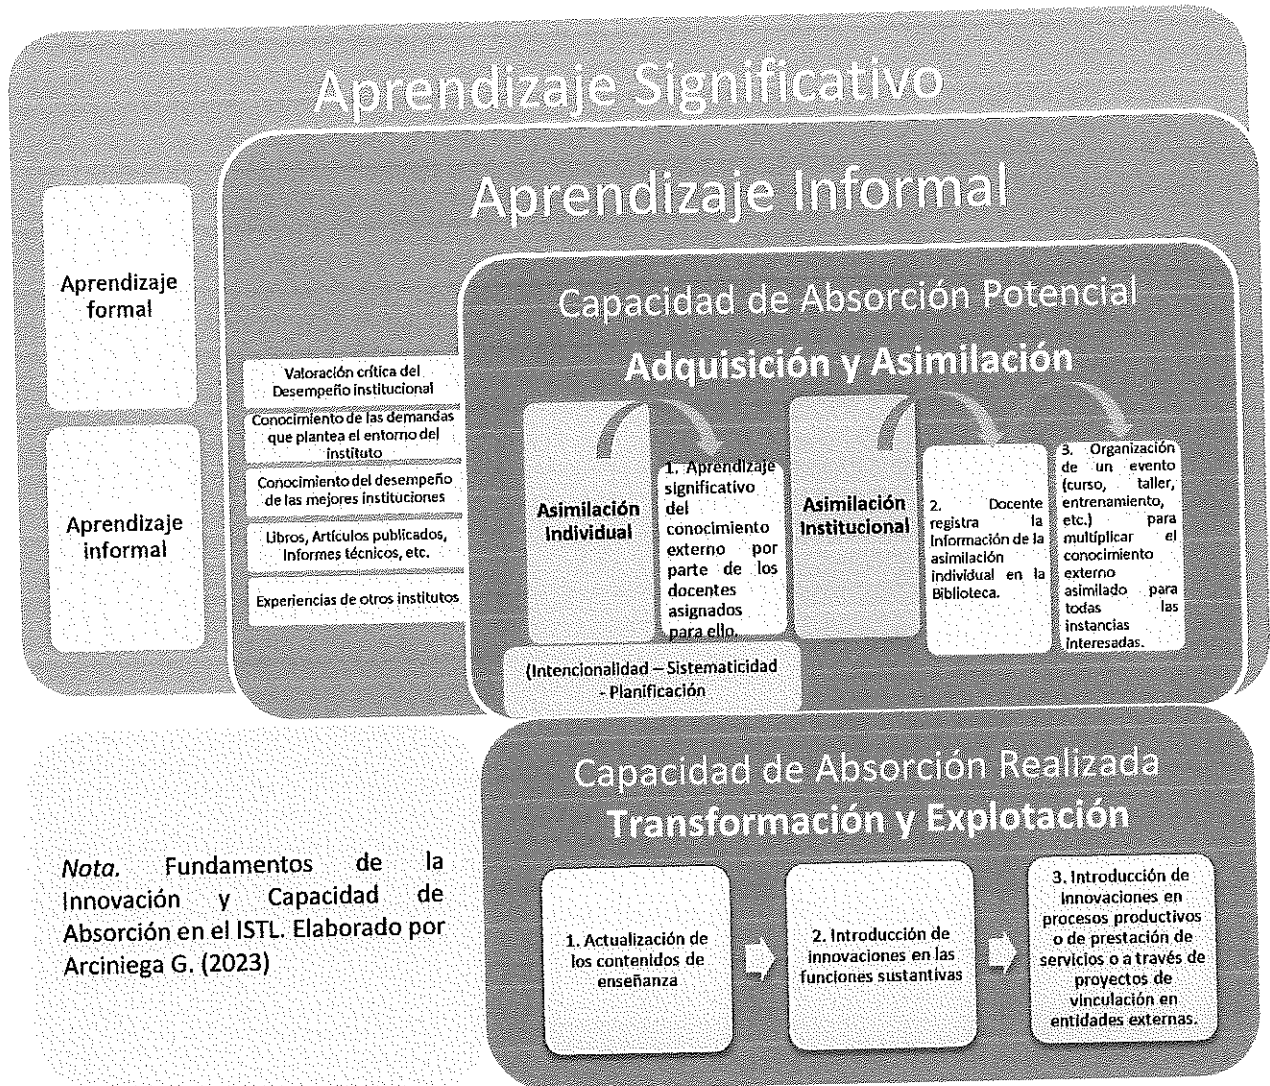 Aprendizaje Significativo
Aprendizaje
formal
Aprendizaje
informal
Aprendizaje Informal
Valoración crítica del
Desempeño institucional
Conocimiento de las demandas
que plantea el entorno del
instituto
Conocimiento del desempeño
de las mejores instituciones
Libros, Artículos publicados,
Informes técnicos, etc.
Experiencias de otros institutos
Capacidad de Absorción Potencial
Adquisición y Asimilación
Asimilación
Individual
1. Aprendizaje
significativo
del
conocimiento
externo por
parte de los
docentes
asignados
para ello.
(Intencionalidad – Sistematicidad
- Planificación
Asimilación
Institucional
2. Docente
registra la
Información de la
asimilación
individual en la
Biblioteca.
3. Organización
de un evento
(curso, taller,
entrenamiento,
etc.) para
multiplicar el
conocimiento
externo
asimilado para
todas las
instancias
interesadas.
Nota. Fundamentos de la
Innovación y Capacidad de
Absorción en el ISTL. Elaborado por
Arciniega G. (2023)
Capacidad de Absorción Realizada
Transformación y Explotación
1. Actualización de
los contenidos de
enseñanza
2. Introducción de
innovaciones en las
funciones sustantivas
3. Introducción de
innovaciones en
procesos productivos
o de prestación de
servicios o a través de
proyectos de
vinculación en
entidades externas.